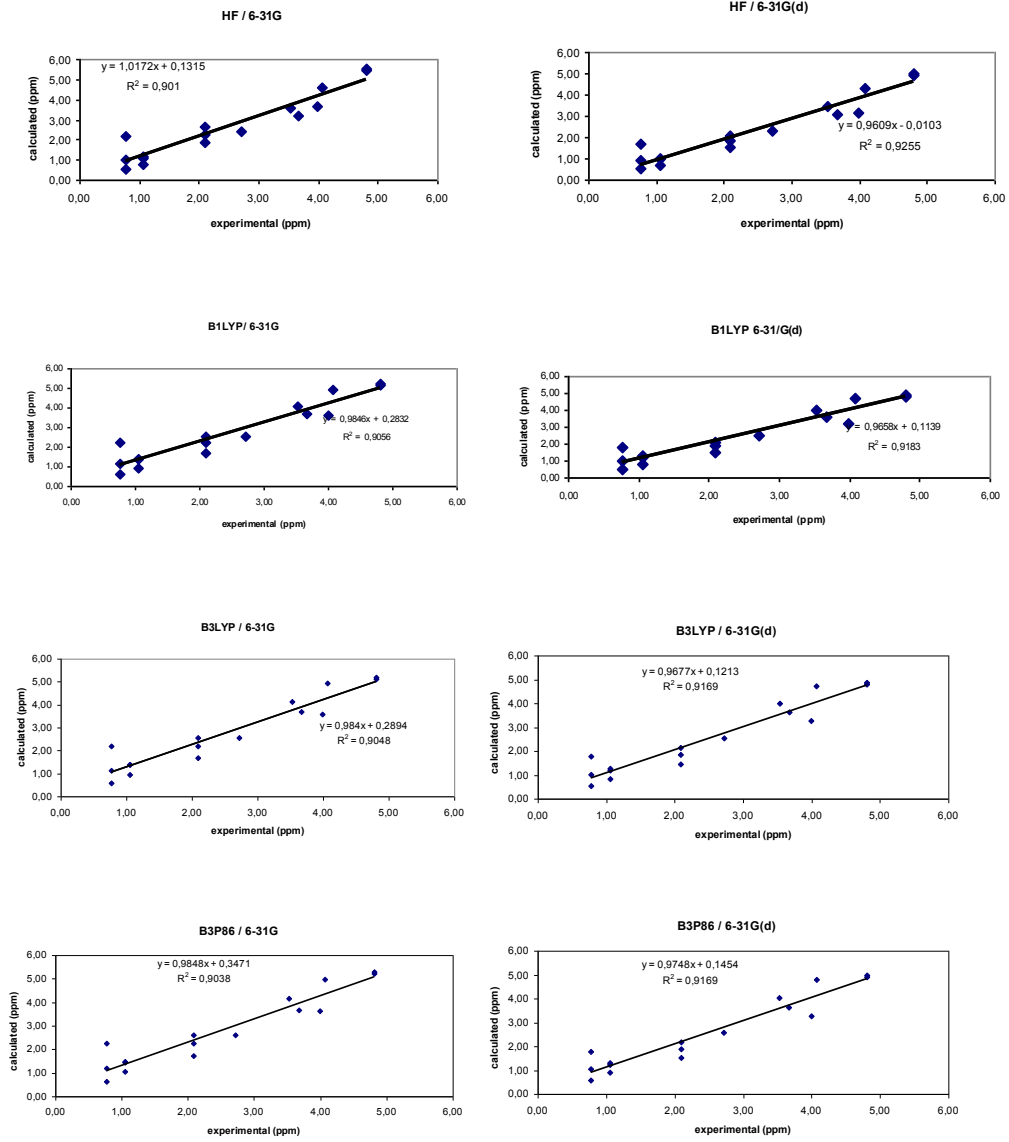 HF / 6-31G
6,00
5,00
4,00
3,00
2,00
1,00
0,00
calculated (ppm)
y = 1,0172x + 0,1315
R² = 0,901
0,00 1,00 2,00 3,00 4,00 5,00 6,00
experimental (ppm)
HF / 6-31G(d)
6,00
5,00
4,00
3,00
2,00
1,00
0,00
calculated (ppm)
y = 0,9609x - 0,0103
R² = 0,9255
0,00 1,00 2,00 3,00 4,00 5,00 6,00
experimental (ppm)
B1LYP/ 6-31G
6,00
5,00
4,00
3,00
2,00
1,00
0,00
calculated (ppm)
y = 0,9846x + 0,2832
R² = 0,9056
0,00 1,00 2,00 3,00 4,00 5,00 6,00
experimental (ppm)
B1LYP 6-31/G(d)
6,00
5,00
4,00
3,00
2,00
1,00
0,00
calculated (ppm)
y = 0,9658x + 0,1139
R² = 0,9183
0,00 1,00 2,00 3,00 4,00 5,00 6,00
experimental (ppm)
B3LYP / 6-31G
6,00
5,00
4,00
3,00
2,00
1,00
0,00
calculated (ppm)
y = 0,984x + 0,2894
R² = 0,9048
0,00 1,00 2,00 3,00 4,00 5,00 6,00
experimental (ppm)
B3LYP / 6-31G(d)
6,00
5,00
4,00
3,00
2,00
1,00
0,00
calculated (ppm)
y = 0,9677x + 0,1213
R² = 0,9169
0,00 1,00 2,00 3,00 4,00 5,00 6,00
experimental (ppm)
B3P86 / 6-31G
6,00
5,00
4,00
3,00
2,00
1,00
0,00
calculated (ppm)
y = 0,9848x + 0,3471
R² = 0,9038
0,00 1,00 2,00 3,00 4,00 5,00 6,00
experimental (ppm)
B3P86 / 6-31G(d)
6,00
5,00
4,00
3,00
2,00
1,00
0,00
calculated (ppm)
y = 0,9748x + 0,1454
R² = 0,9169
0,00 1,00 2,00 3,00 4,00 5,00 6,00
experimental (ppm)